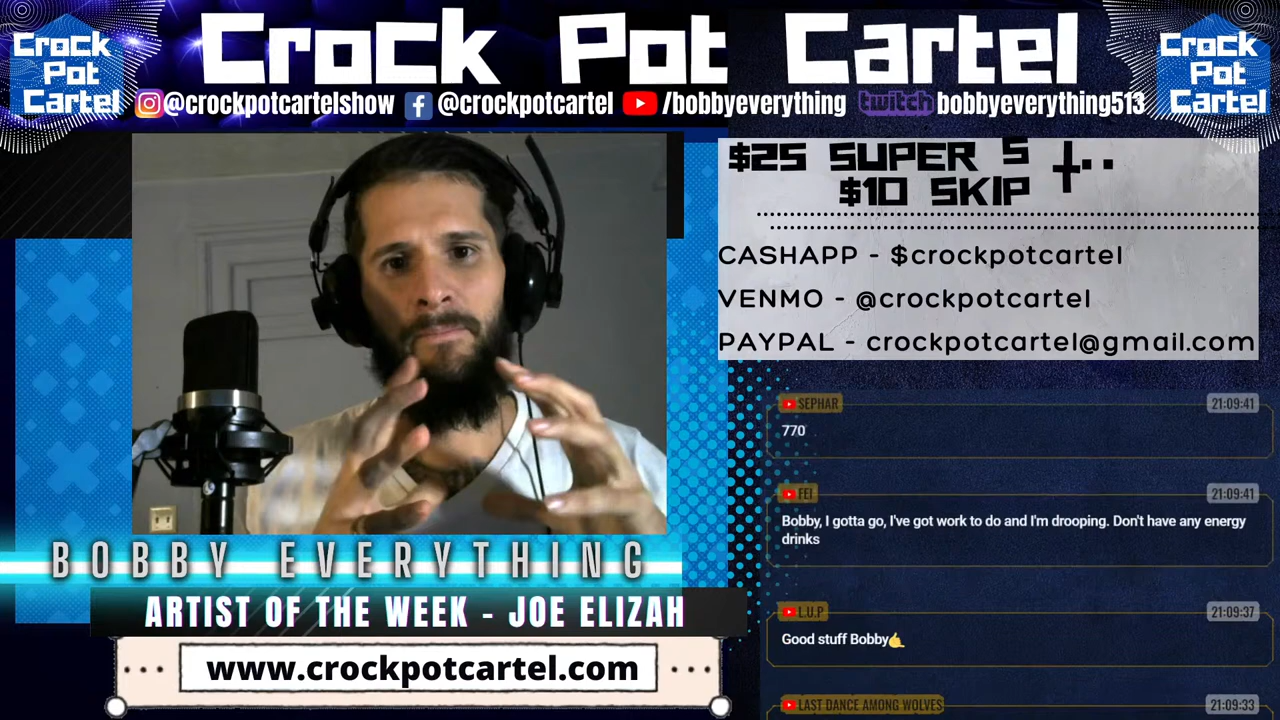 Crock Pot Cartel
Crock
Pot
Cartel
@crockpotcartelshow @crockpotcartel /bobbyeverything twitch bobbyeverything513
Crock
Pot
Cartel
$25 SUPER 5
$10 SKIP
CASHAPP - $crockpotcartel
VENMO - @crockpotcartel
PAYPAL - crockpotcartel@gmail.com
SEPHAR 21:09:41
770
FEI 21:09:41
Bobby, I gotta go, I've got work to do and I'm drooping. Don't have any energy
drinks
L.U.P 21:09:37
Good stuff Bobby🤙
LAST DANCE AMONG WOLVES 21:09:33
BOBBY EVERYTHING
ARTIST OF THE WEEK - JOE ELIZAH
www.crockpotcartel.com